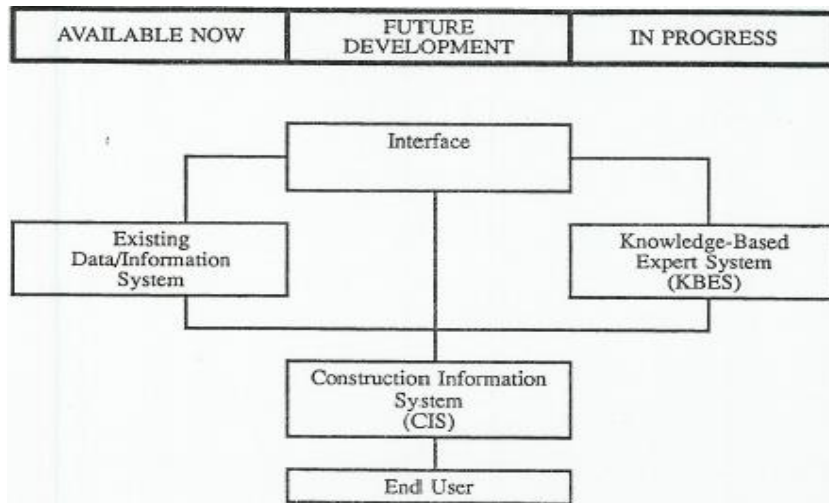 AVAILABLE NOW
FUTURE
DEVELOPMENT
IN PROGRESS
Interface
Existing
Data/Information
System
Knowledge-Based
Expert System
(KBES)
Construction Information
System
(CIS)
End User